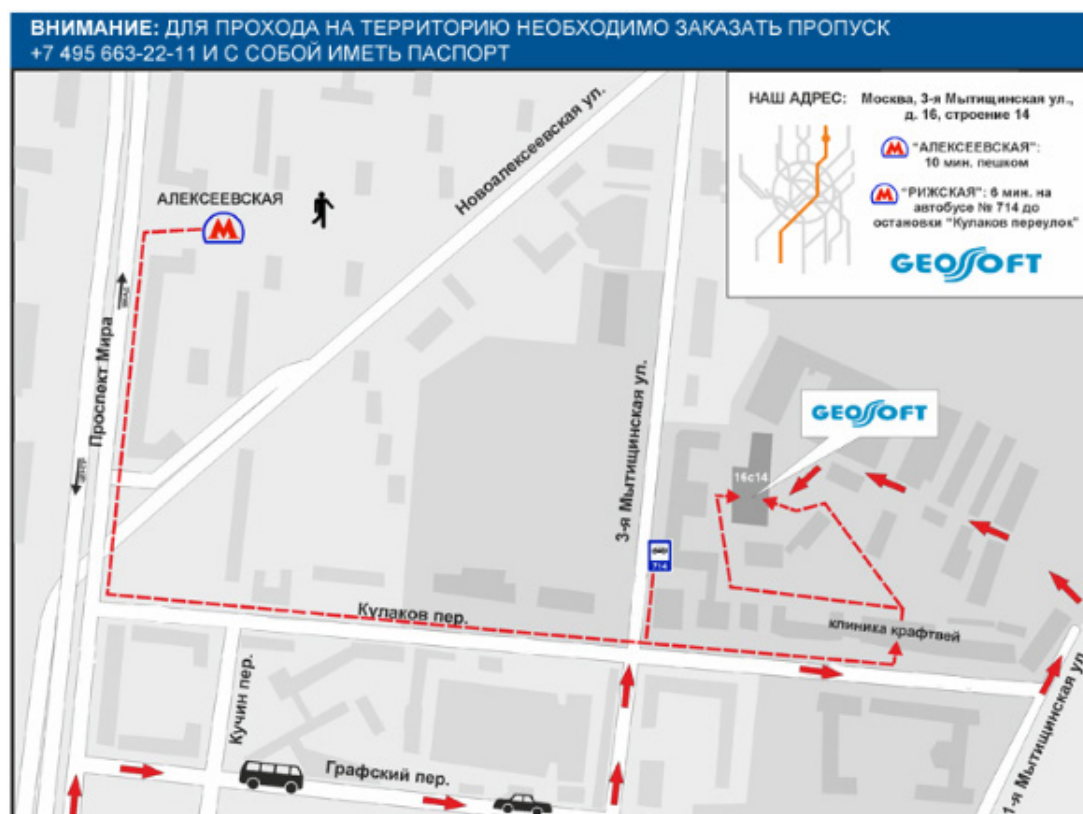 ВНИМАНИЕ: ДЛЯ ПРОХОДА НА ТЕРРИТОРИЮ НЕОБХОДИМО ЗАКАЗАТЬ ПРОПУСК
+7 495 663-22-11 И С СОБОЙ ИМЕТЬ ПАСПОРТ
НАШ АДРЕС: Москва, 3-я Мытищинская ул.,
д. 16, строение 14
М "АЛЕКСЕЕВСКАЯ":
10 мин. пешком
М "РИЖСКАЯ": 6 мин. на
автобусе № 714 до
остановки "Кулаков переулок"
GEOSOFT
Новоалексеевская ул.
АЛЕКСЕЕВСКАЯ
М
Проспект Мира
3-я Мытищинская ул.
GEOSOFT
16с14
714
Кулаков пер.
клиника крафтвей
Кучин пер.
Графский пер.
1-я Мытищинская ул.